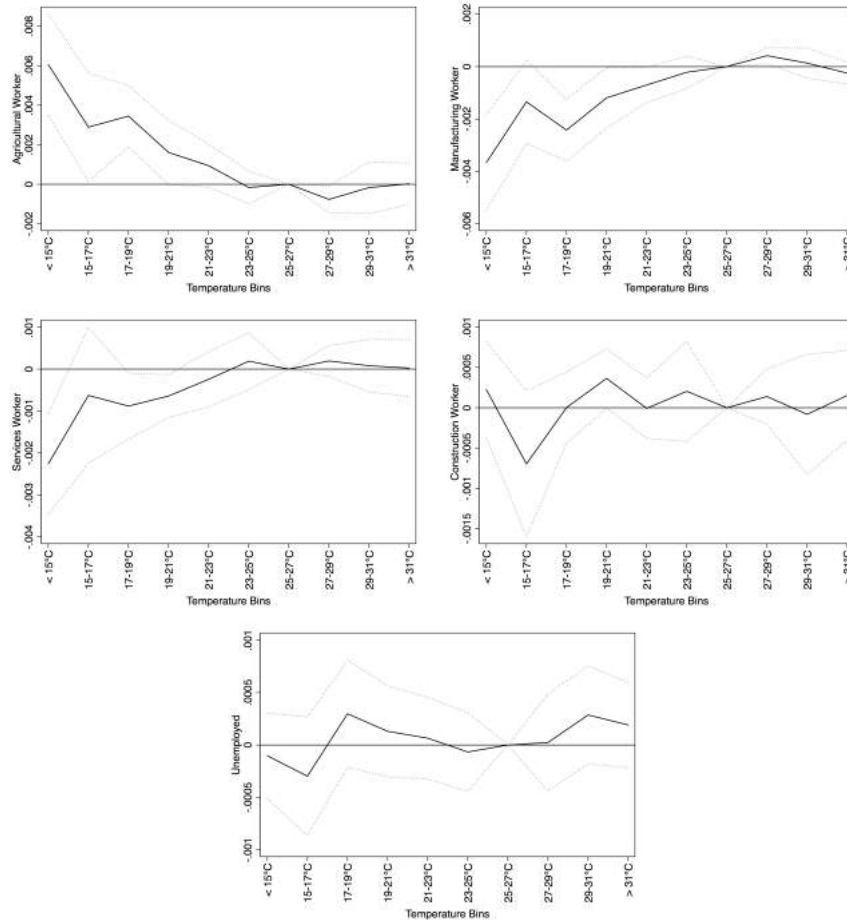 .008
.006
.004
.002
0
-.002
Agricultural Worker
< 15°C
15-17°C
17-19°C
19-21°C
21-23°C
23-25°C
25-27°C
27-29°C
29-31°C
> 31°C
Temperature Bins
.002
0
-.002
-.004
-.006
Manufacturing Worker
< 15°C
15-17°C
17-19°C
19-21°C
21-23°C
23-25°C
25-27°C
27-29°C
29-31°C
> 31°C
Temperature Bins
.001
0
-.001
-.002
-.003
-.004
Services Worker
< 15°C
15-17°C
17-19°C
19-21°C
21-23°C
23-25°C
25-27°C
27-29°C
29-31°C
> 31°C
Temperature Bins
.001
.0005
0
-.0005
-.001
-.0015
Construction Worker
< 15°C
15-17°C
17-19°C
19-21°C
21-23°C
23-25°C
25-27°C
27-29°C
29-31°C
> 31°C
Temperature Bins
.001
.0005
0
-.0005
-.001
Unemployed
< 15°C
15-17°C
17-19°C
19-21°C
21-23°C
23-25°C
25-27°C
27-29°C
29-31°C
> 31°C
Temperature Bins